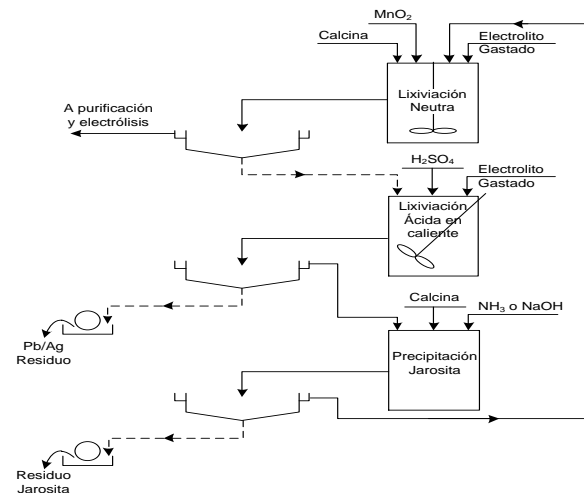 MnO₂
Calcina
Electrolito
Gastado
Lixiviación
Neutra
A purificación
y electrólisis
H₂SO₄
Electrolito
Gastado
Lixiviación
Ácida en
caliente
Calcina
NH₃ o NaOH
Pb/Ag
Residuo
Precipitación
Jarosita
Residuo
Jarosita